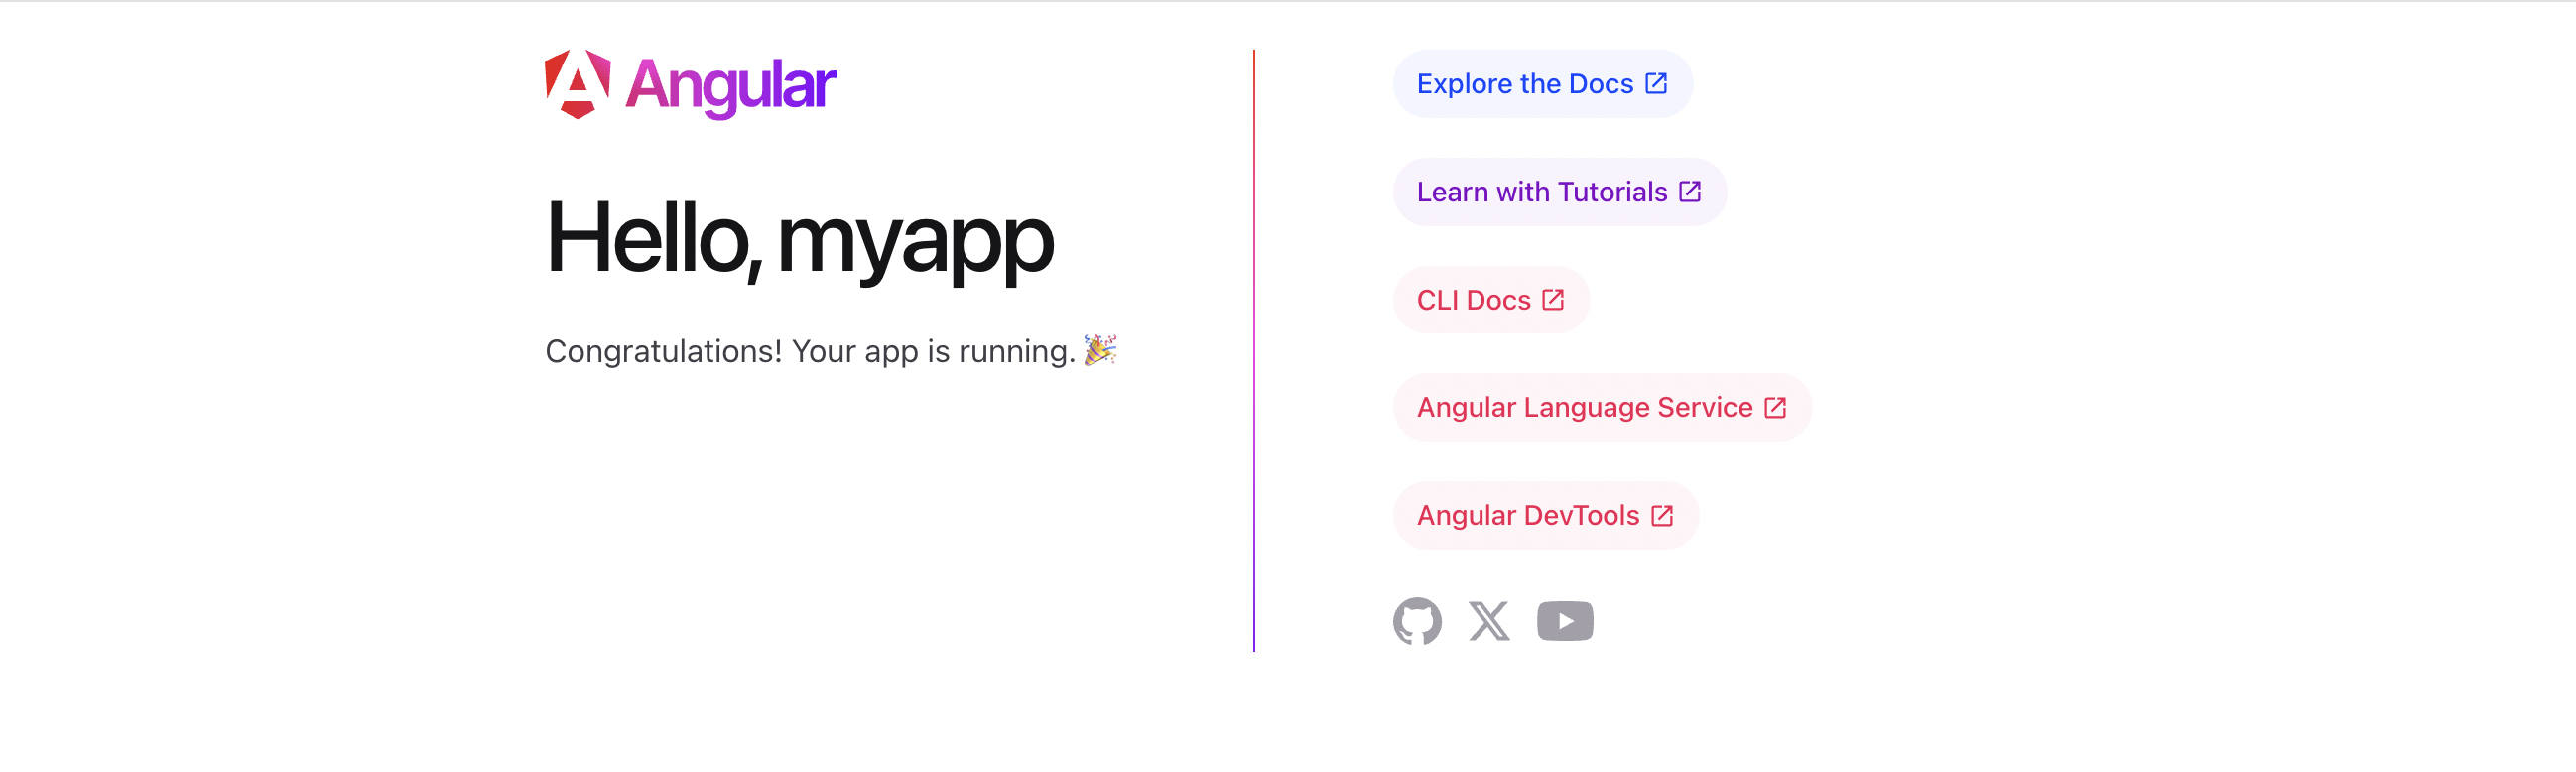 Angular
Hello, myapp
Congratulations! Your app is running. 🎉
Explore the Docs
Learn with Tutorials
CLI Docs
Angular Language Service
Angular DevTools